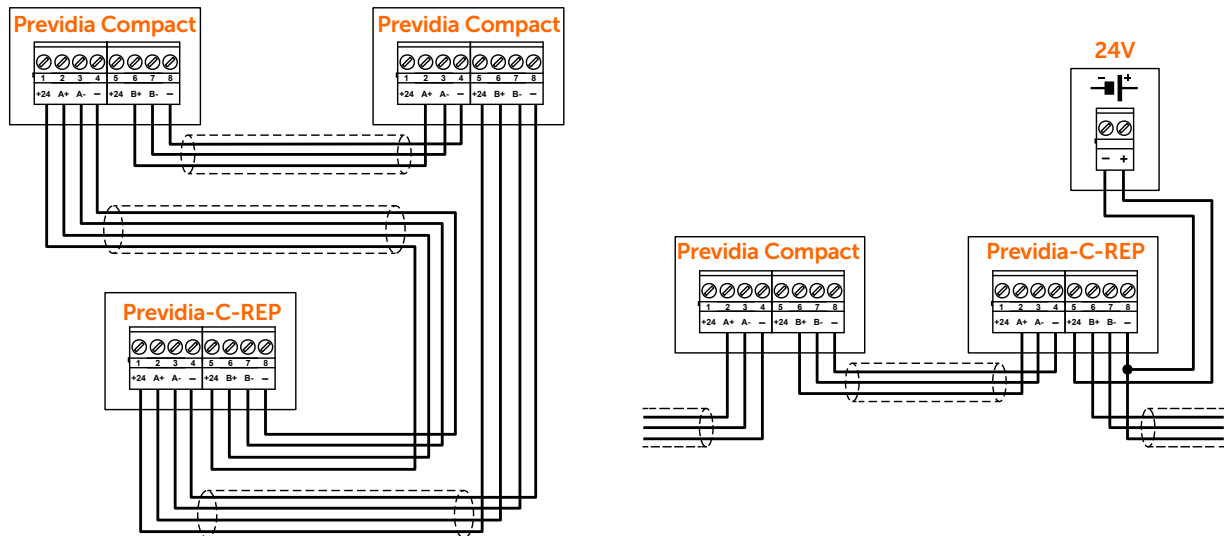 Previdia Compact
1 2 3 4 5 6 7 8
+24 A+ A- – +24 B+ B- –
Previdia Compact
1 2 3 4 5 6 7 8
+24 A+ A- – +24 B+ B- –
Previdia-C-REP
1 2 3 4 5 6 7 8
+24 A+ A- – +24 B+ B- –
24V
- +
– +
Previdia Compact
1 2 3 4 5 6 7 8
+24 A+ A- – +24 B+ B- –
Previdia-C-REP
1 2 3 4 5 6 7 8
+24 A+ A- – +24 B+ B- –